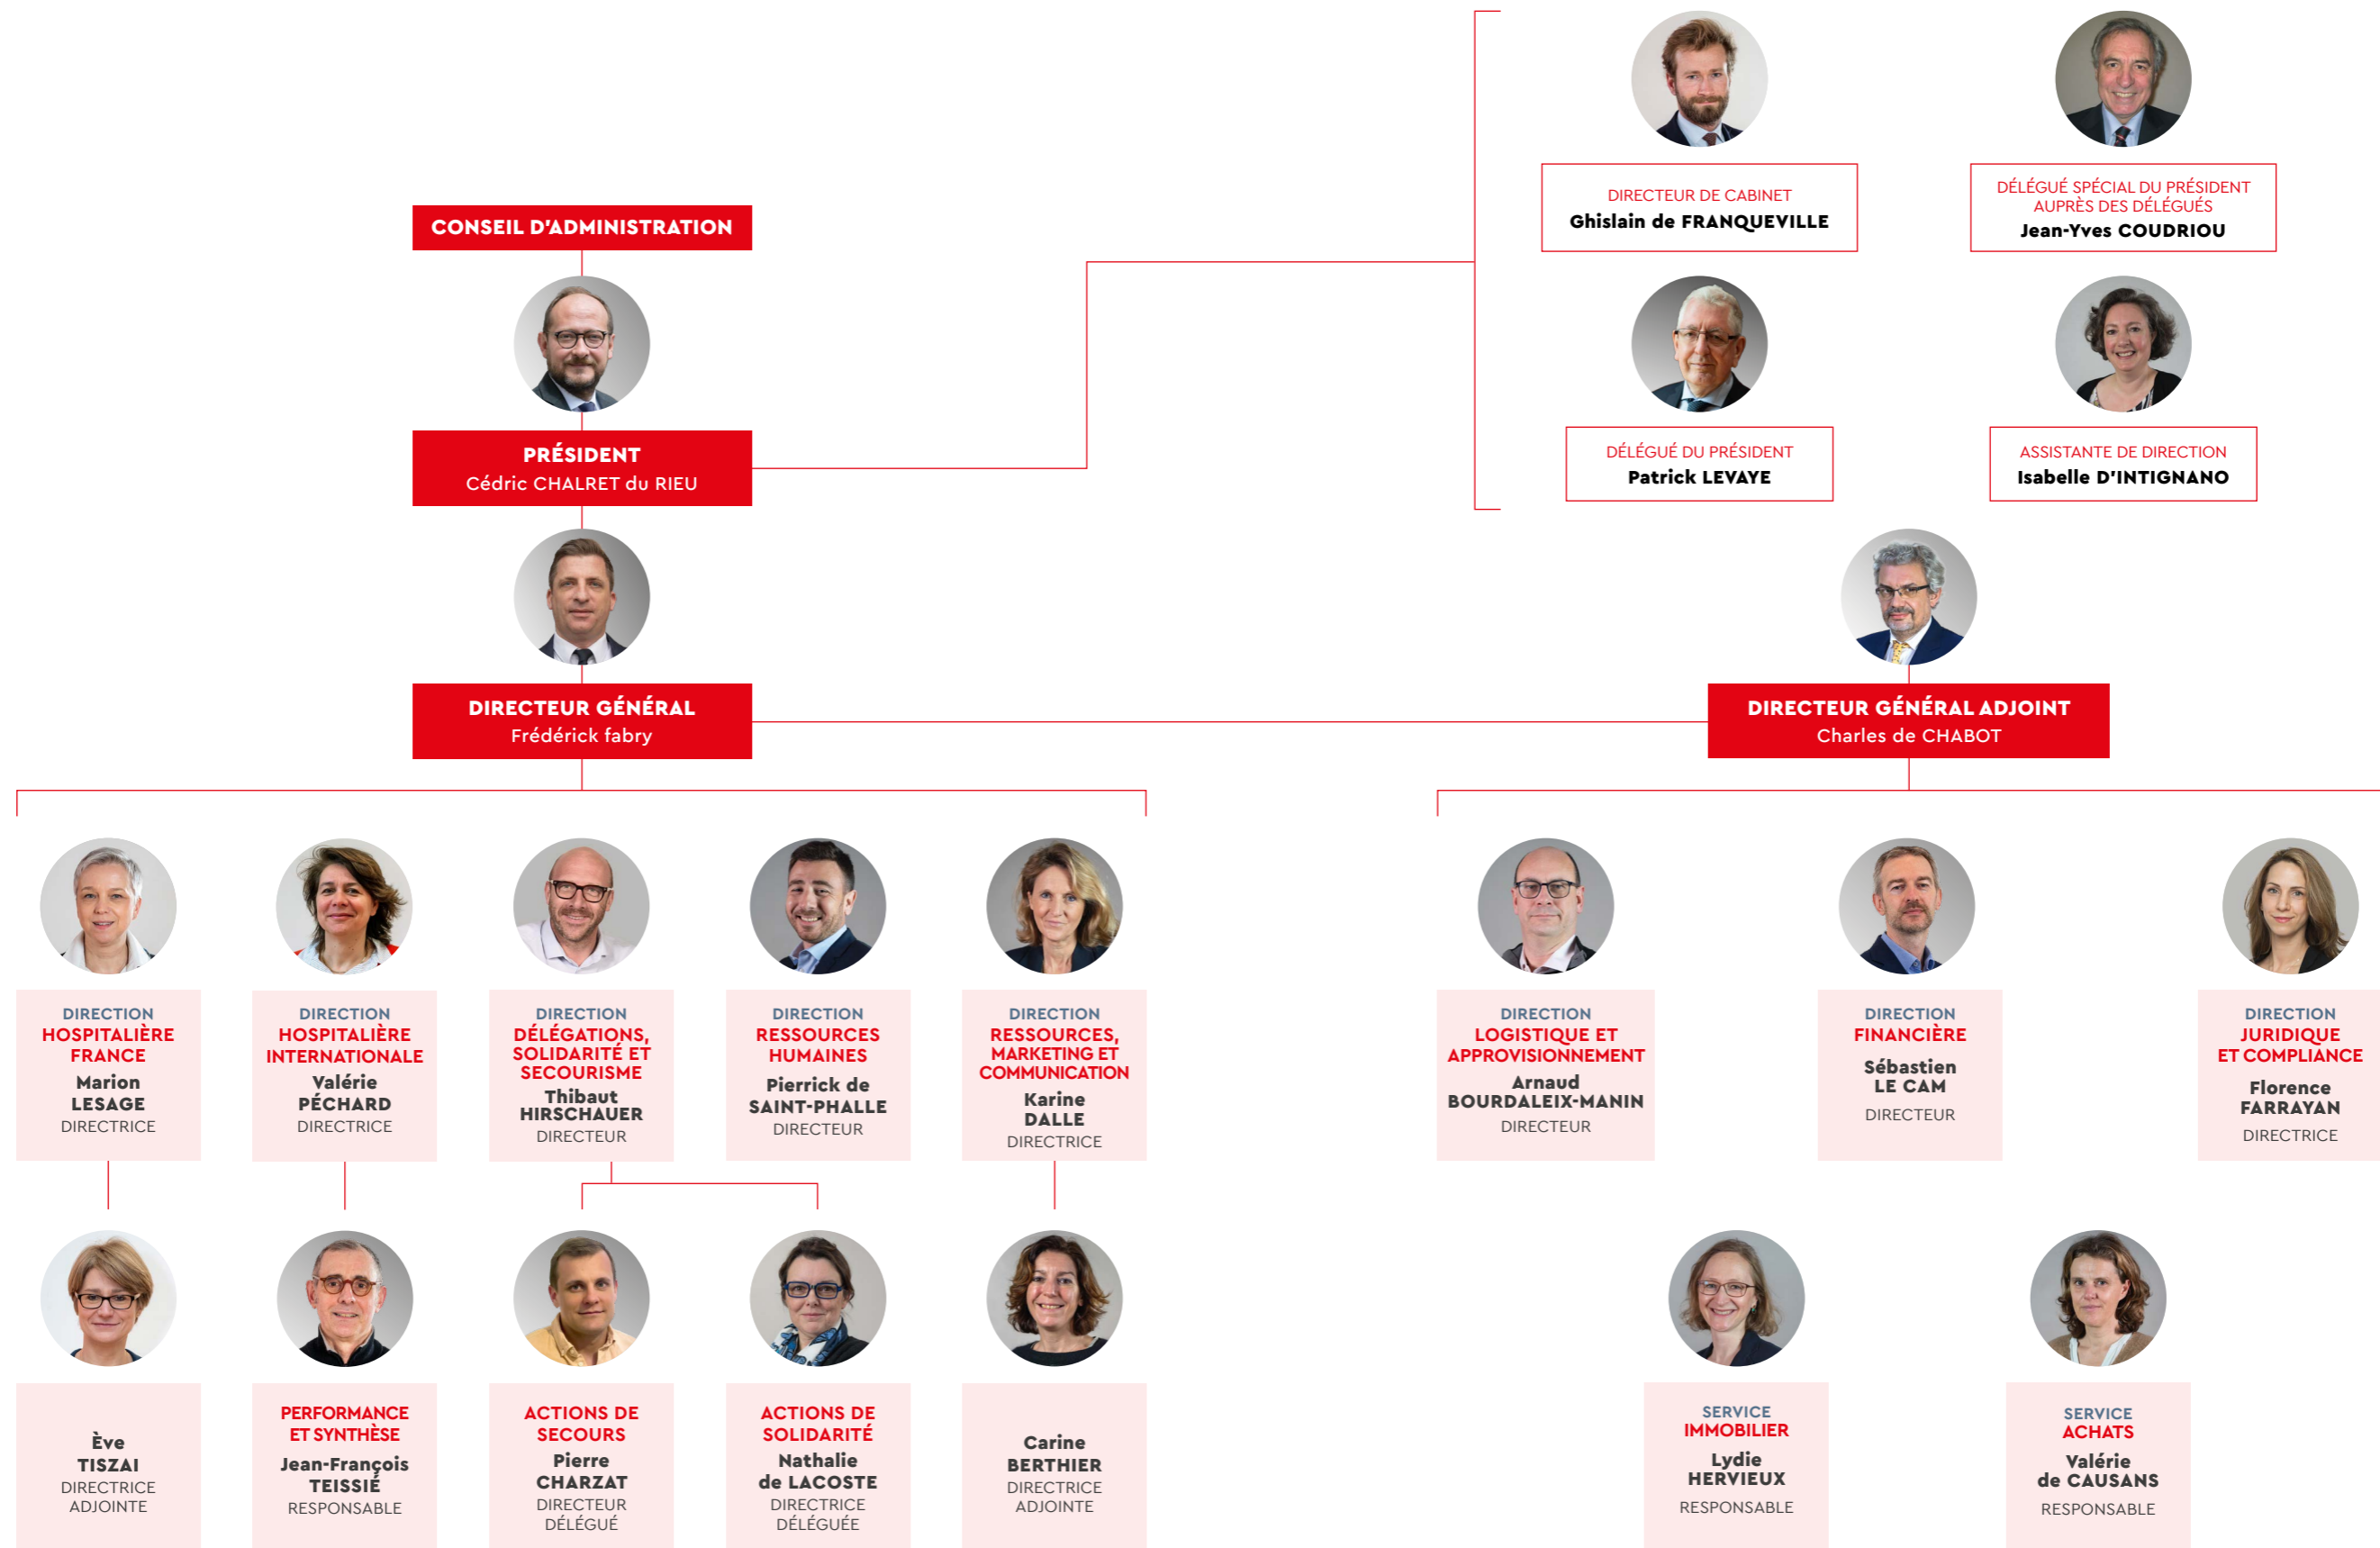 CONSEIL D'ADMINISTRATION
PRÉSIDENT
Cédric CHALRET du RIEU
DIRECTEUR DE CABINET
Ghislain de FRANQUEVILLE
DÉLÉGUÉ SPÉCIAL DU PRÉSIDENT
AUPRÈS DES DÉLÉGUÉS
Jean-Yves COUDRIOU
DÉLÉGUÉ DU PRÉSIDENT
Patrick LEVAYE
ASSISTANTE DE DIRECTION
Isabelle D'INTIGNANO
DIRECTEUR GÉNÉRAL
Frédérick fabry
DIRECTEUR GÉNÉRAL ADJOINT
Charles de CHABOT
DIRECTION
HOSPITALIÈRE
FRANCE
Marion
LESAGE
DIRECTRICE
DIRECTION
HOSPITALIÈRE
INTERNATIONALE
Valérie
PÉCHARD
DIRECTRICE
DIRECTION
DÉLÉGATIONS,
SOLIDARITÉ ET
SECOURISME
Thibaut
HIRSCHAUER
DIRECTEUR
DIRECTION
RESSOURCES
HUMAINES
Pierrick de
SAINT-PHALLE
DIRECTEUR
DIRECTION
RESSOURCES,
MARKETING ET
COMMUNICATION
Karine
DALLE
DIRECTRICE
DIRECTION
LOGISTIQUE ET
APPROVISIONNEMENT
Arnaud
BOURDALEIX-MANIN
DIRECTEUR
DIRECTION
FINANCIÈRE
Sébastien
LE CAM
DIRECTEUR
DIRECTION
JURIDIQUE
ET COMPLIANCE
Florence
FARRAYAN
DIRECTRICE
Ève
TISZAI
DIRECTRICE
ADJOINTE
PERFORMANCE
ET SYNTHÈSE
Jean-François
TEISSIÉ
RESPONSABLE
ACTIONS DE
SECOURS
Pierre
CHARZAT
DIRECTEUR
DÉLÉGUÉ
ACTIONS DE
SOLIDARITÉ
Nathalie
de LACOSTE
DIRECTRICE
DÉLÉGUÉE
Carine
BERTHIER
DIRECTRICE
ADJOINTE
SERVICE
IMMOBILIER
Lydie
HERVIEUX
RESPONSABLE
SERVICE
ACHATS
Valérie
de CAUSANS
RESPONSABLE